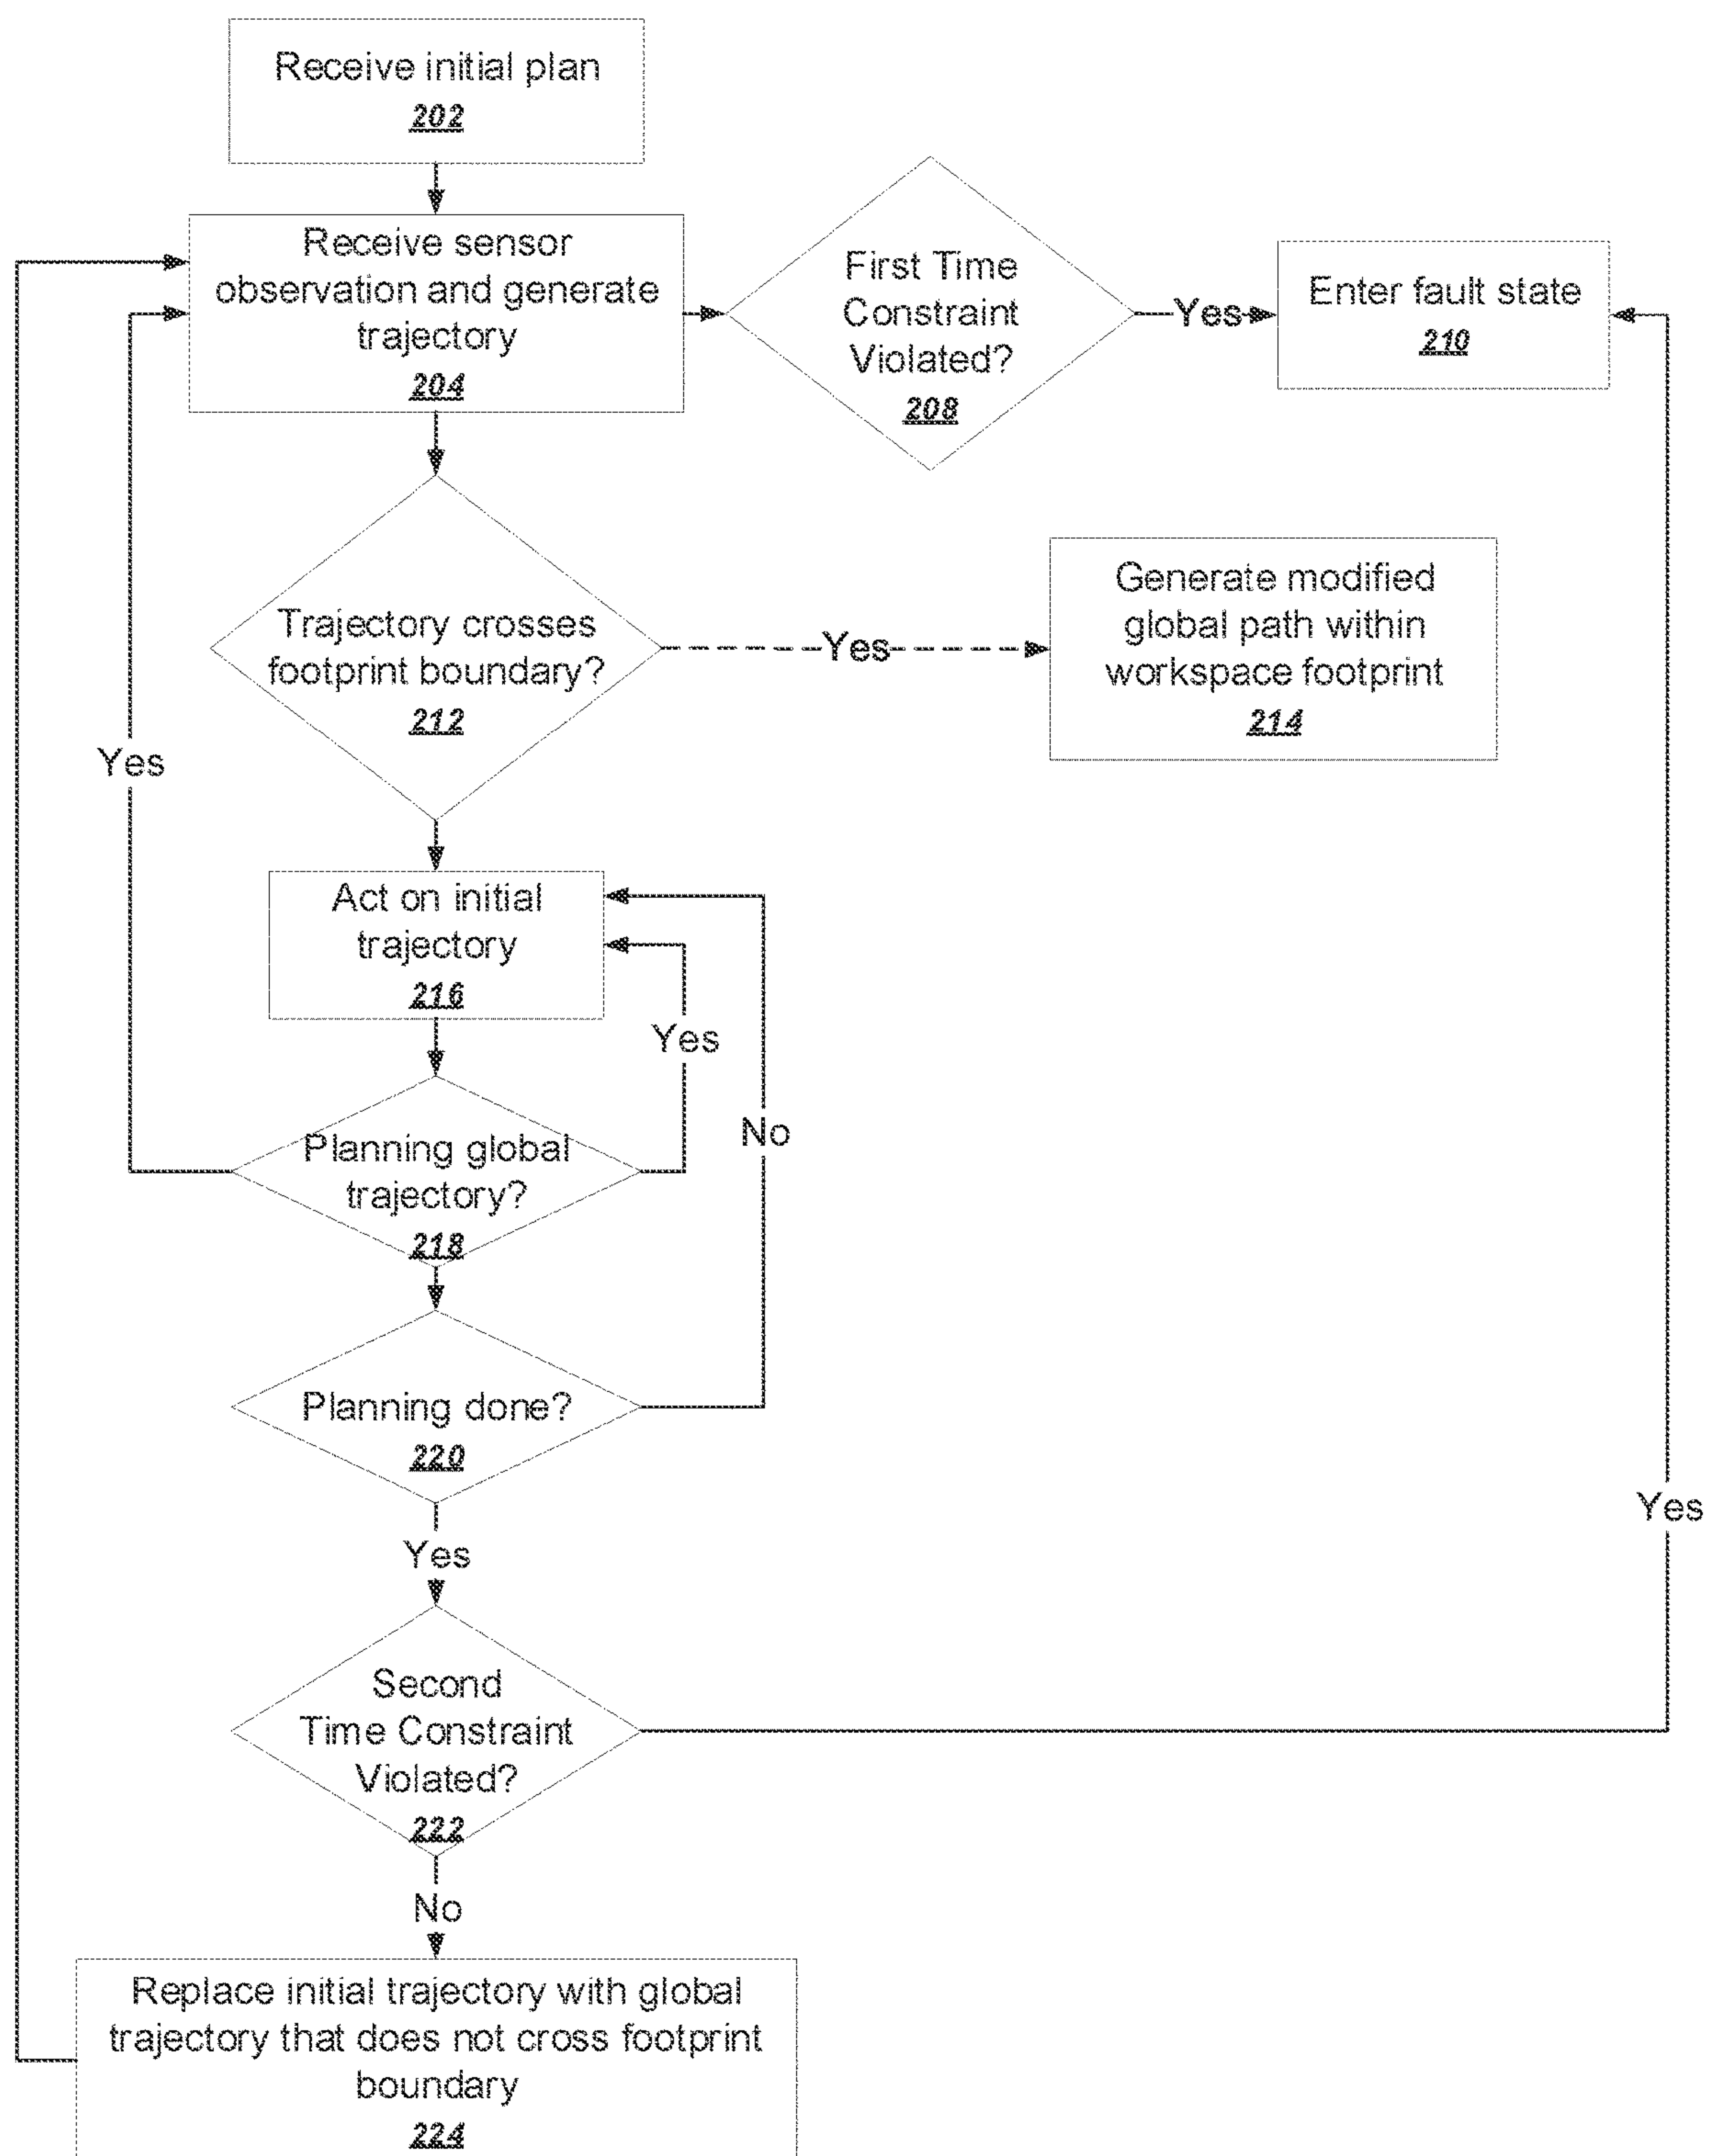 Receive initial plan
202
Receive sensor
observation and generate
trajectory
204
First Time
Constraint
Violated?
208
Yes
Enter fault state
210
Trajectory crosses
footprint boundary?
212
Yes
Generate modified
global path within
workspace footprint
214
Yes
Act on initial
trajectory
216
Yes
No
Planning global
trajectory?
218
Planning done?
220
Yes
Yes
Second
Time Constraint
Violated?
222
No
Replace initial trajectory with global
trajectory that does not cross footprint
boundary
224